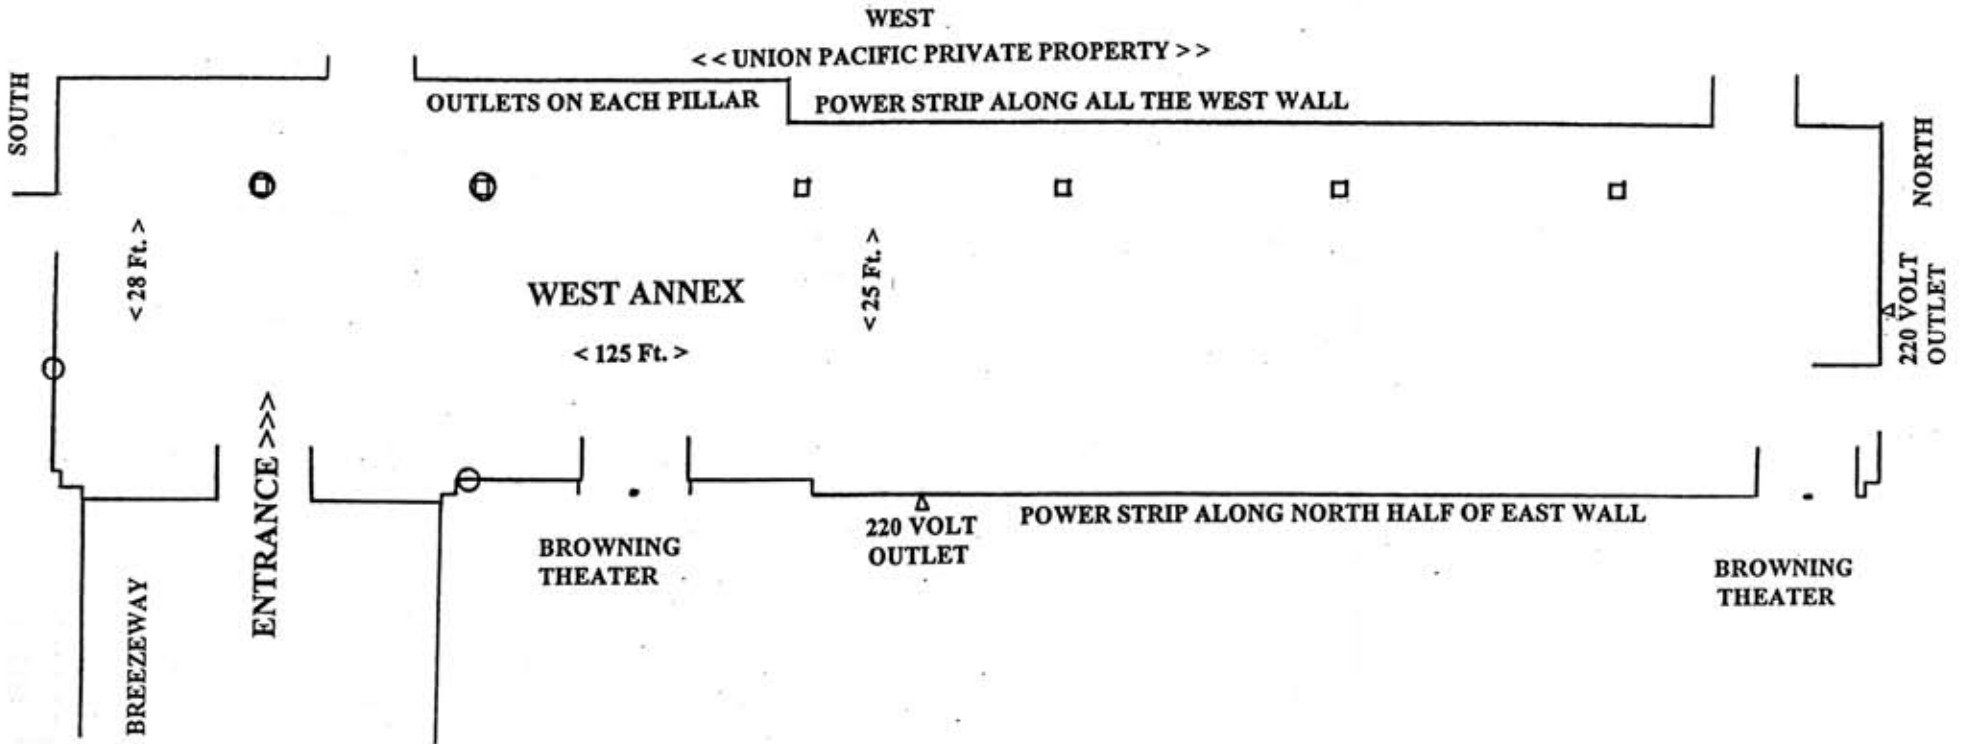 WEST
<< UNION PACIFIC PRIVATE PROPERTY >>
SOUTH
OUTLETS ON EACH PILLAR
POWER STRIP ALONG ALL THE WEST WALL
NORTH
< 28 Ft. >
< 25 Ft. >
WEST ANNEX
< 125 Ft. >
220 VOLT
OUTLET
ENTRANCE >>>
BREEZEWAY
BROWNING
THEATER
220 VOLT
OUTLET
POWER STRIP ALONG NORTH HALF OF EAST WALL
BROWNING
THEATER